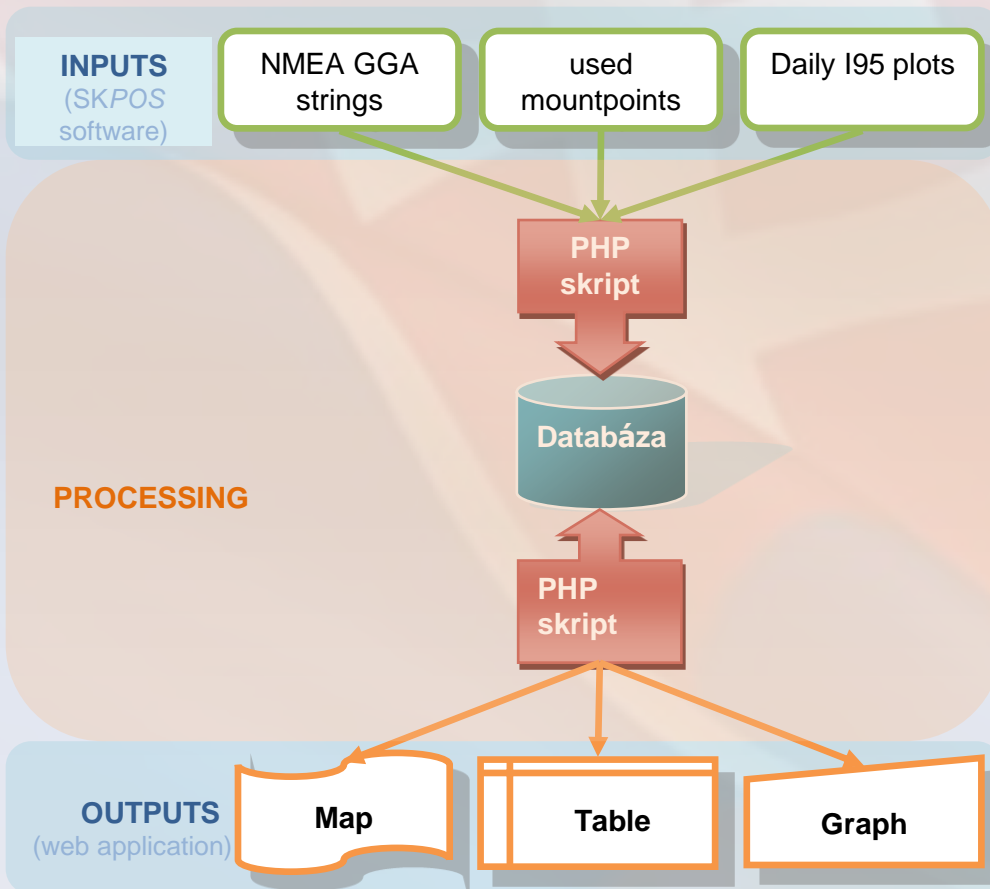 INPUTS
(SKPOS
software)
NMEA GGA
strings
used
mountpoints
Daily I95 plots
PHP
skript
Databáza
PROCESSING
PHP
skript
OUTPUTS
(web application)
Map
Table
Graph